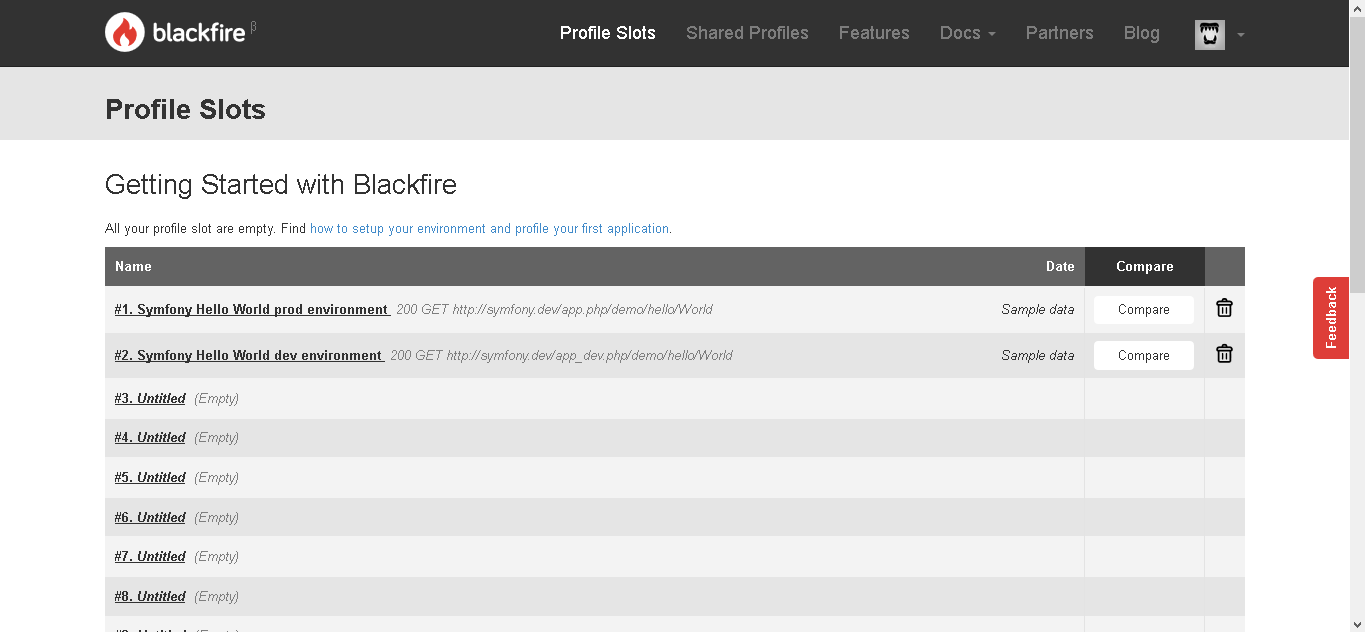 blackfire β Profile Slots Shared Profiles Features Docs Partners Blog
Profile Slots
Getting Started with Blackfire
All your profile slot are empty. Find how to setup your environment and profile your first application.
Name Date Compare
#1. Symfony Hello World prod environment 200 GET http://symfony.dev/app.php/demo/hello/World Sample data Compare
#2. Symfony Hello World dev environment 200 GET http://symfony.dev/app_dev.php/demo/hello/World Sample data Compare
#3. Untitled (Empty)
#4. Untitled (Empty)
#5. Untitled (Empty)
#6. Untitled (Empty)
#7. Untitled (Empty)
#8. Untitled (Empty)
Feedback